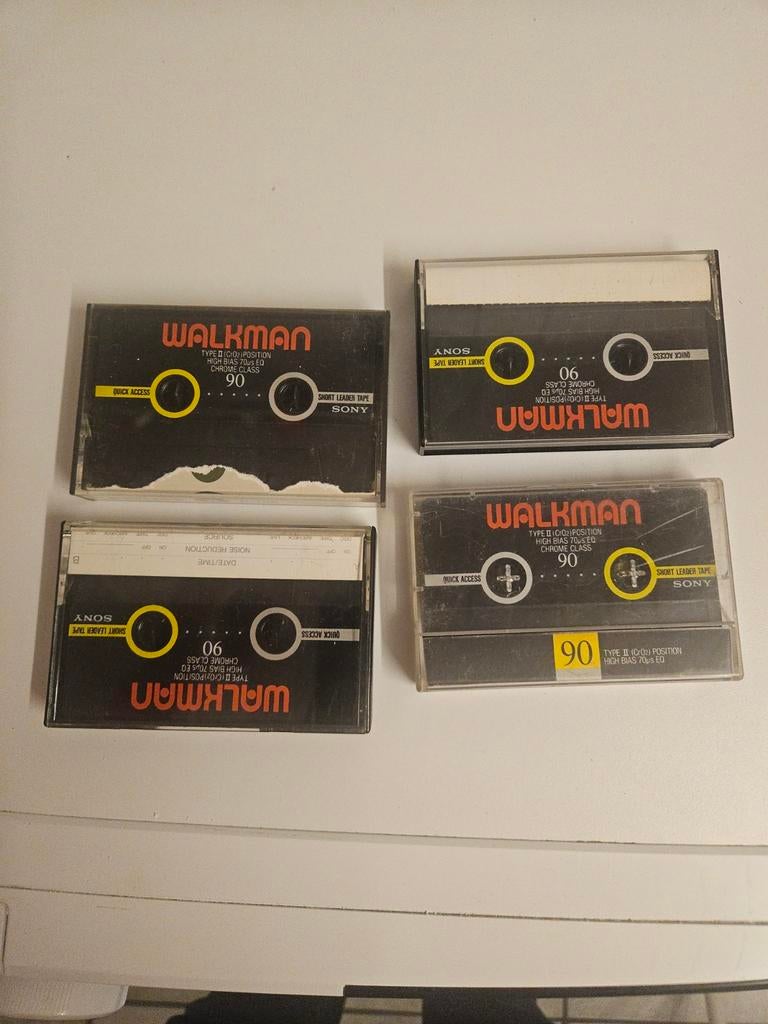 WALKMAN
TYPE II (CrO2) POSITION
HIGH BIAS 70µs EQ
CHROME CLASS
90
QUICK ACCESS
SHORT LEADER TAPE
SONY
WALKMAN
TYPE II (CrO2) POSITION
HIGH BIAS 70µs EQ
CHROME CLASS
90
QUICK ACCESS
SHORT LEADER TAPE
SONY
WALKMAN
TYPE II (CrO2) POSITION
HIGH BIAS 70µs EQ
CHROME CLASS
90
QUICK ACCESS
SHORT LEADER TAPE
SONY
B
DATE/TIME
NOISE REDUCTION
ON OFF
ON OFF
SOURCE
WALKMAN
TYPE II (CrO2) POSITION
HIGH BIAS 70µs EQ
CHROME CLASS
90
QUICK ACCESS
SHORT LEADER TAPE
SONY
90 TYPE II (CrO2) POSITION
HIGH BIAS 70µs EQ